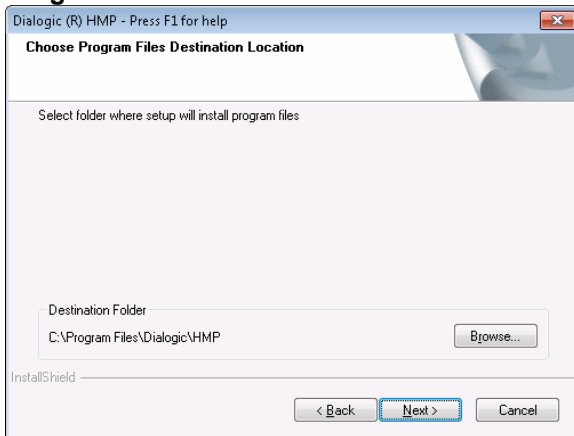 Dialogic (R) HMP - Press F1 for help
Choose Program Files Destination Location
Select folder where setup will install program files
Destination Folder
C:\Program Files\Dialogic\HMP
Browse...
InstallShield
< Back
Next >
Cancel